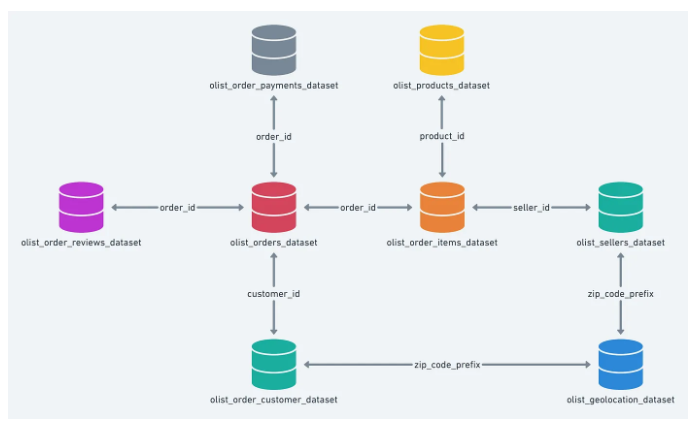 olist_order_payments_dataset
olist_products_dataset
order_id
product_id
order_id
order_id
seller_id
olist_order_reviews_dataset
olist_orders_dataset
olist_order_items_dataset
olist_sellers_dataset
customer_id
zip_code_prefix
zip_code_prefix
olist_order_customer_dataset
olist_geolocation_dataset